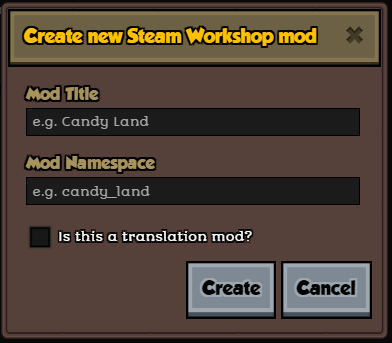 Create new Steam Workshop mod
Mod Title
e.g. Candy Land
Mod Namespace
e.g. candy_land
Is this a translation mod?
Create Cancel